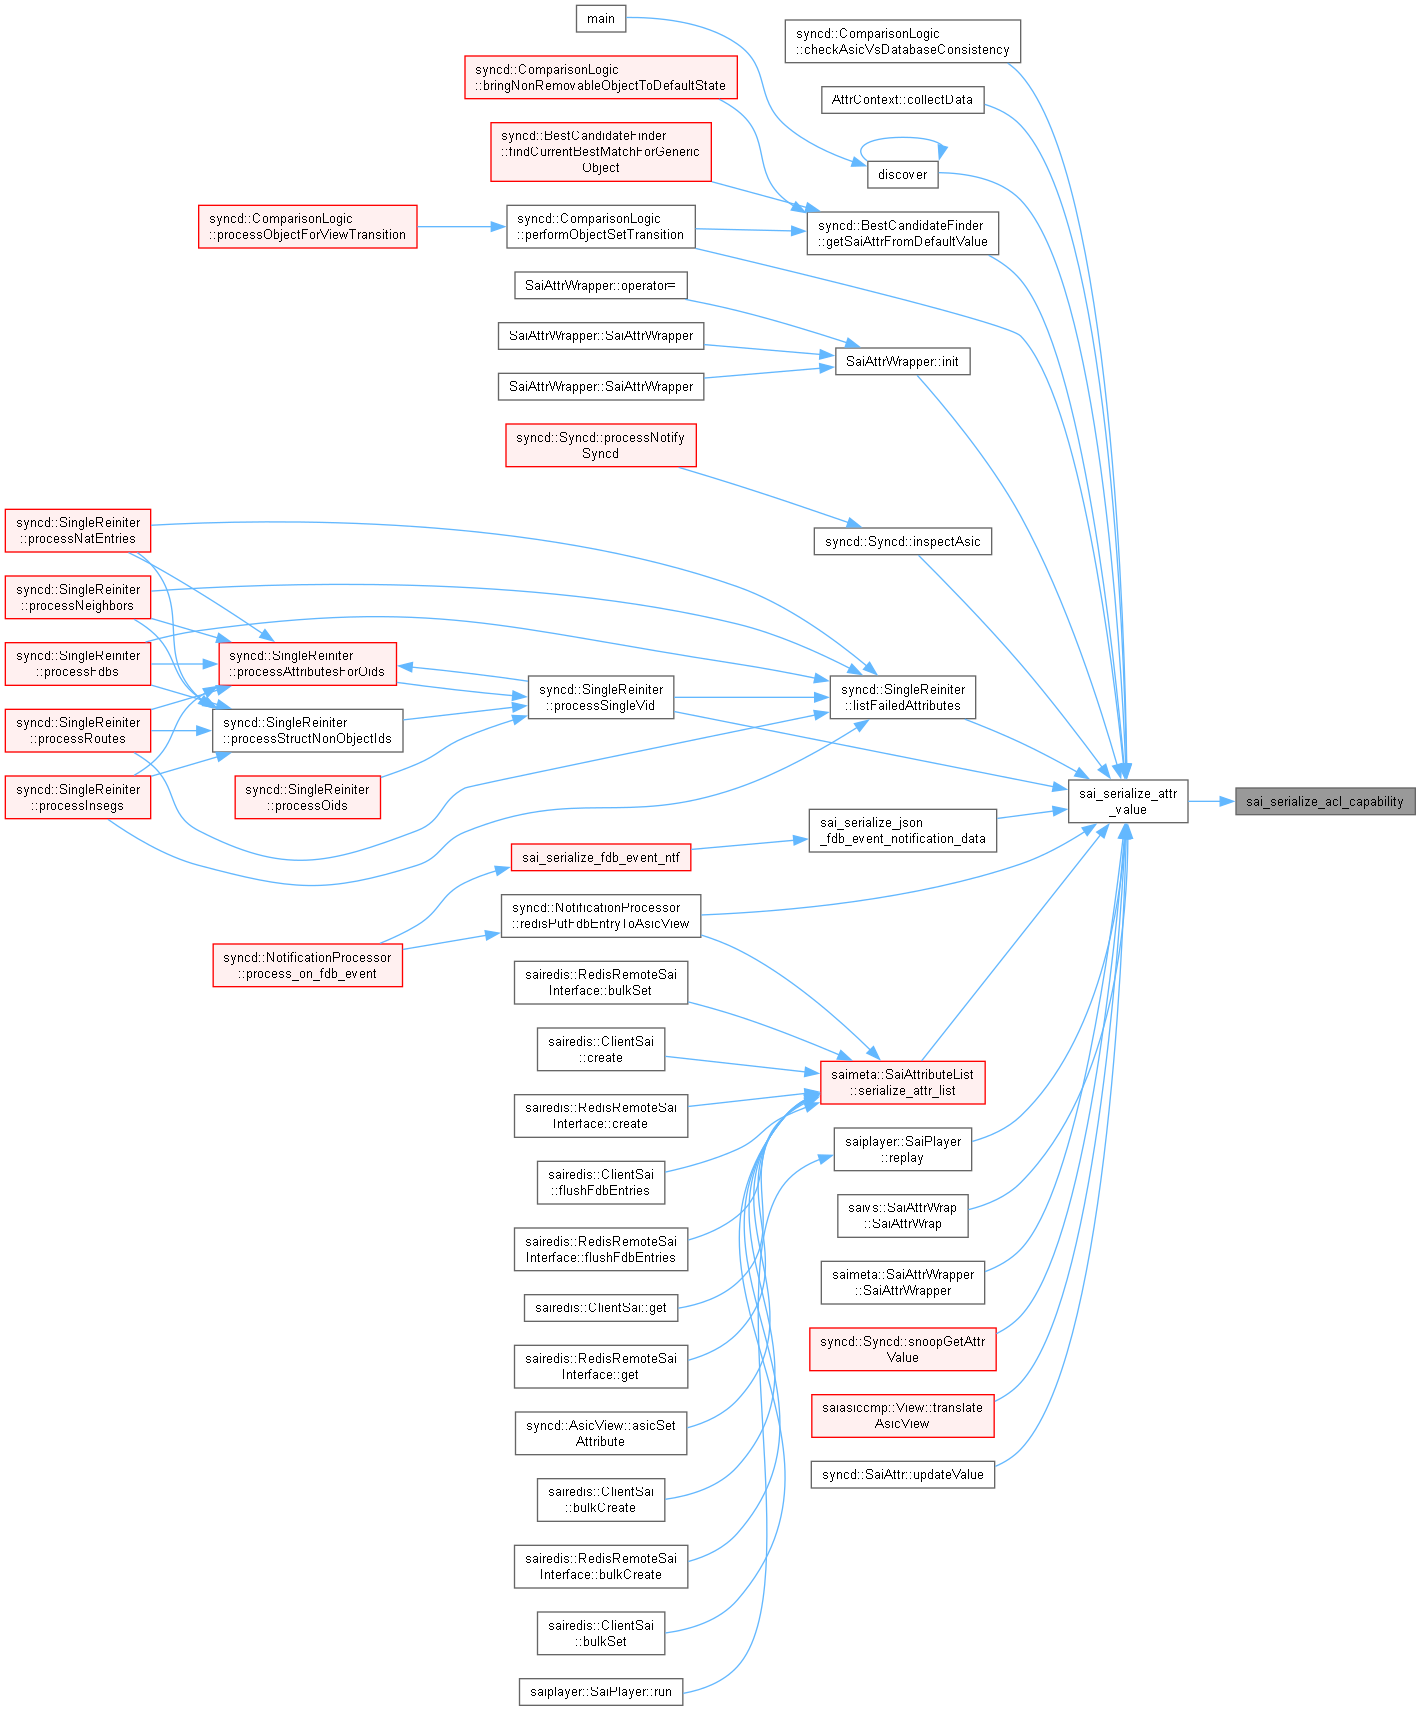 main
syncd::ComparisonLogic
::checkAsicVsDatabaseConsistency
syncd::ComparisonLogic
::bringNonRemovableObjectToDefaultState
AttrContext::collectData
syncd::BestCandidateFinder
::findCurrentBestMatchForGeneric
Object
discover
syncd::ComparisonLogic
::processObjectForViewTransition
syncd::ComparisonLogic
::performObjectSetTransition
syncd::BestCandidateFinder
::getSaiAttrFromDefaultValue
SaiAttrWrapper::operator=
SaiAttrWrapper::SaiAttrWrapper
SaiAttrWrapper::init
SaiAttrWrapper::SaiAttrWrapper
syncd::Syncd::processNotify
Syncd
syncd::SingleReiniter
::processNatEntries
syncd::Syncd::inspectAsic
syncd::SingleReiniter
::processNeighbors
syncd::SingleReiniter
::processFdbs
syncd::SingleReiniter
::processAttributesForOids
syncd::SingleReiniter
::processSingleVid
syncd::SingleReiniter
::listFailedAttributes
syncd::SingleReiniter
::processRoutes
syncd::SingleReiniter
::processStructNonObjectIds
syncd::SingleReiniter
::processInsegs
syncd::SingleReiniter
::processOids
sai_serialize_attr
_value
sai_serialize_acl_capability
sai_serialize_json
_fdb_event_notification_data
sai_serialize_fdb_event_ntf
syncd::NotificationProcessor
::redisPutFdbEntryToAsicView
syncd::NotificationProcessor
::process_on_fdb_event
sairedis::RedisRemoteSai
Interface::bulkSet
sairedis::ClientSai
::create
saimeta::SaiAttributeList
::serialize_attr_list
sairedis::RedisRemoteSai
Interface::create
saiplayer::SaiPlayer
::replay
sairedis::ClientSai
::flushFdbEntries
saivs::SaiAttrWrap
::SaiAttrWrap
sairedis::RedisRemoteSai
Interface::flushFdbEntries
saimeta::SaiAttrWrapper
::SaiAttrWrapper
sairedis::ClientSai::get
syncd::Syncd::snoopGetAttr
Value
sairedis::RedisRemoteSai
Interface::get
saiasiccmp::View::translate
AsicView
syncd::AsicView::asicSet
Attribute
syncd::SaiAttr::updateValue
sairedis::ClientSai
::bulkCreate
sairedis::RedisRemoteSai
Interface::bulkCreate
sairedis::ClientSai
::bulkSet
saiplayer::SaiPlayer::run